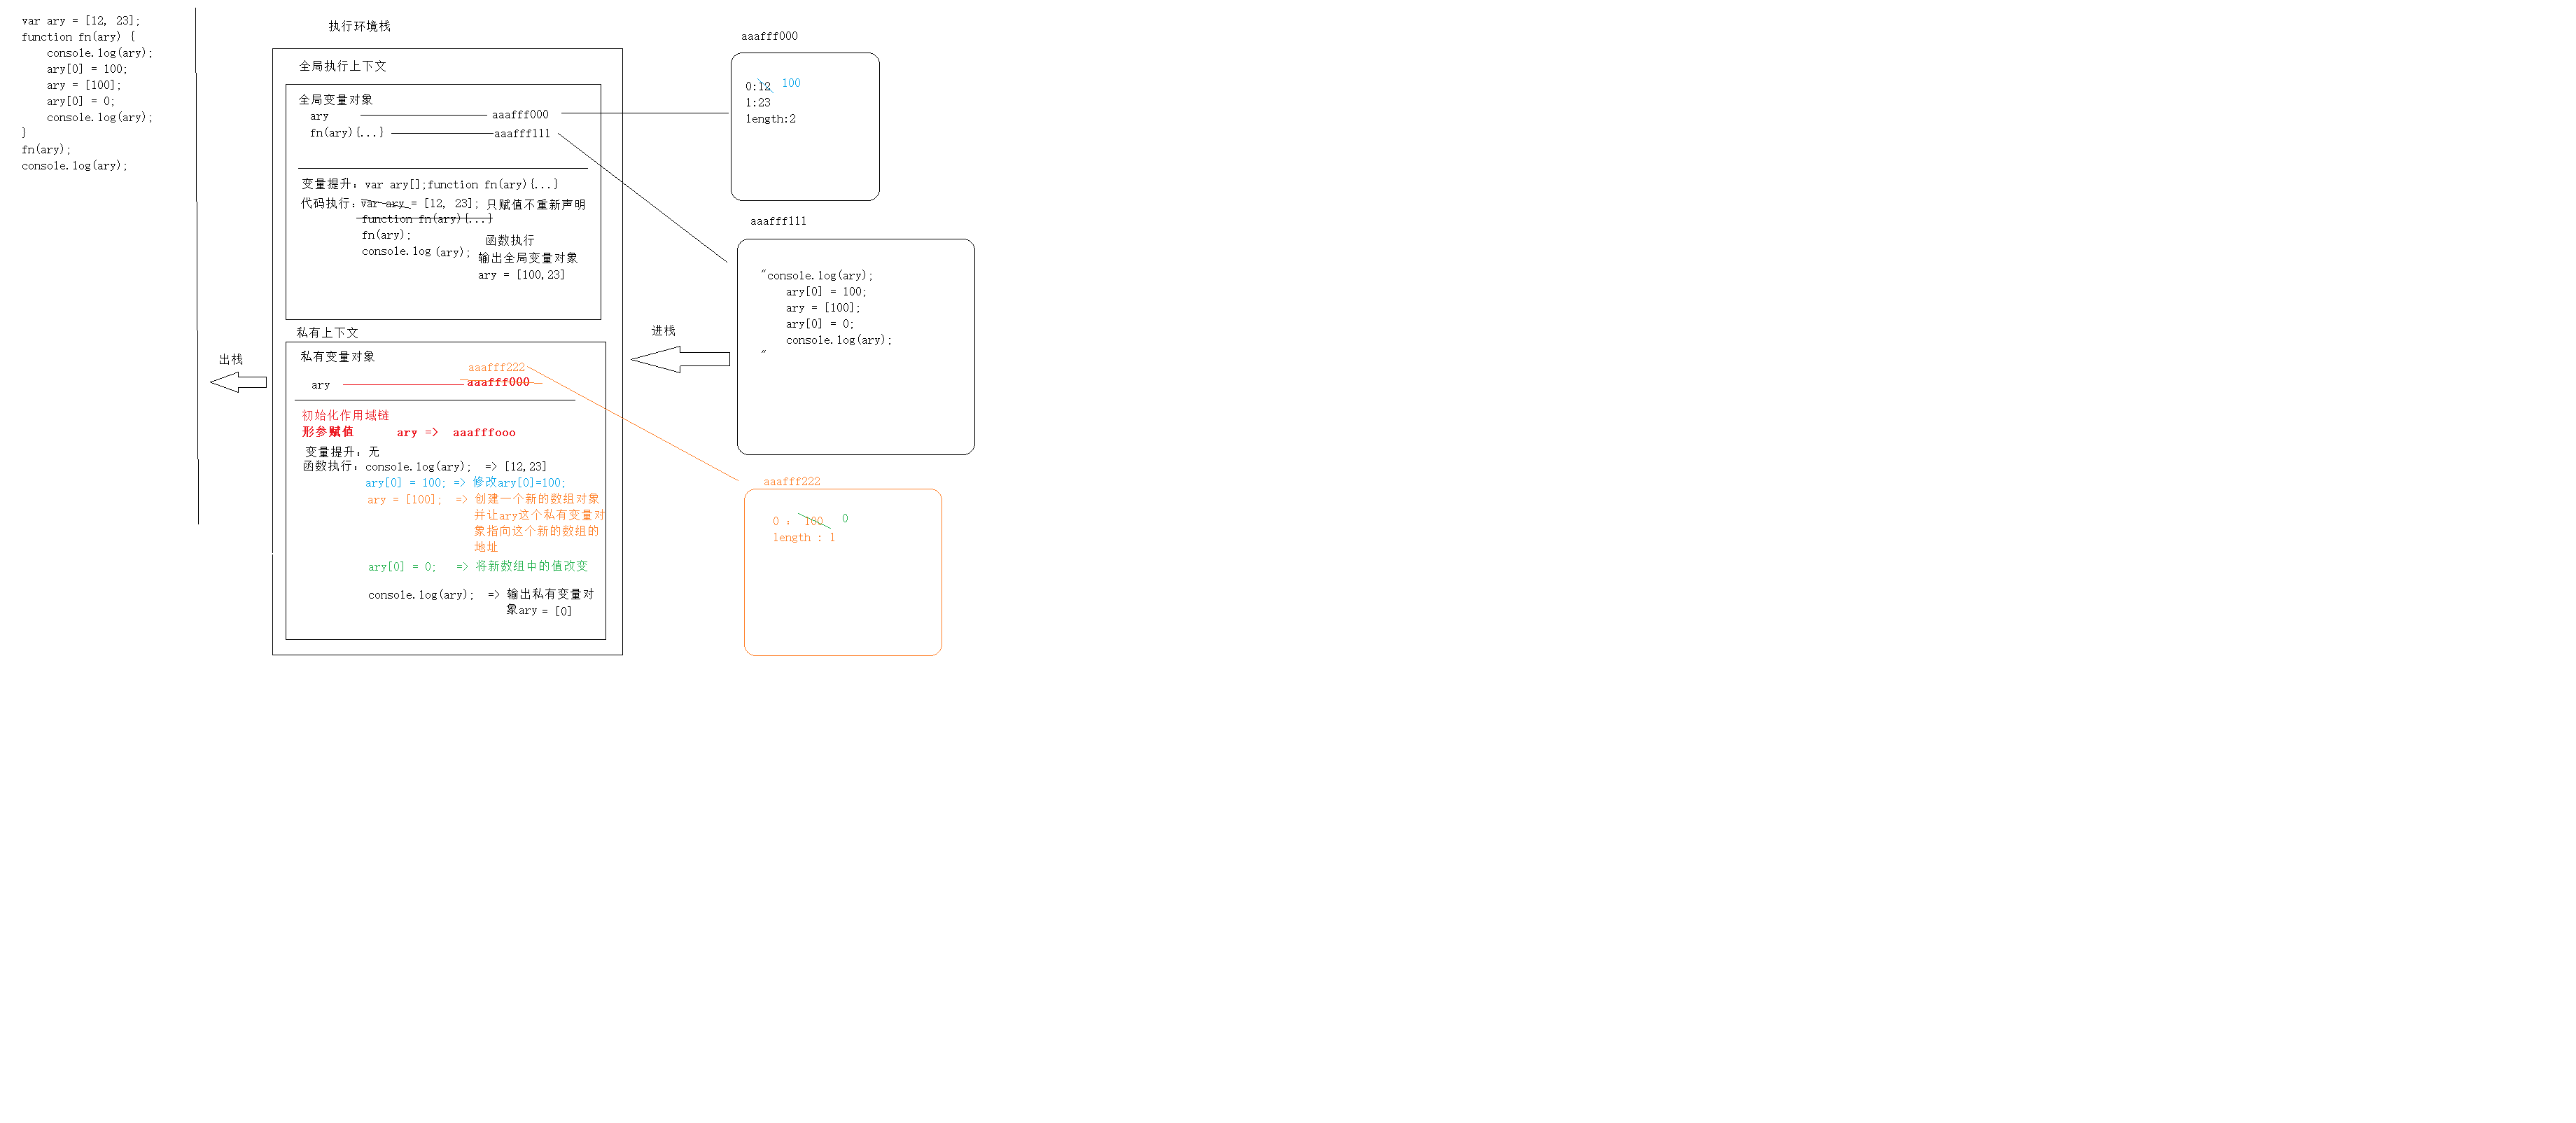 var ary = [12, 23];
function fn(ary) {
    console.log(ary);
    ary[0] = 100;
    ary = [100];
    ary[0] = 0;
    console.log(ary);
}
fn(ary);
console.log(ary);
执行环境栈
全局执行上下文
全局变量对象
ary aaafff000
fn(ary){...} aaafff111
变量提升：var ary[];function fn(ary){...}
代码执行：var ary = [12, 23]; 只赋值不重新声明
function fn(ary){...}
fn(ary);
函数执行
console.log (ary);
输出全局变量对象
ary = [100,23]
私有上下文
私有变量对象
aaafff222
ary aaafff000
初始化作用域链
形参赋值 ary => aaafffooo
变量提升：无
函数执行：console.log(ary); => [12,23]
ary[0] = 100; => 修改ary[0]=100;
ary = [100]; => 创建一个新的数组对象
并让ary这个私有变量对
象指向这个新的数组的
地址
ary[0] = 0; => 将新数组中的值改变
console.log(ary); => 输出私有变量对
象ary = [0]
出栈
进栈
aaafff000
0:12 100
1:23
length:2
aaafff111
"console.log(ary);
    ary[0] = 100;
    ary = [100];
    ary[0] = 0;
    console.log(ary);
"
aaafff222
0 ： 100 0
length : 1